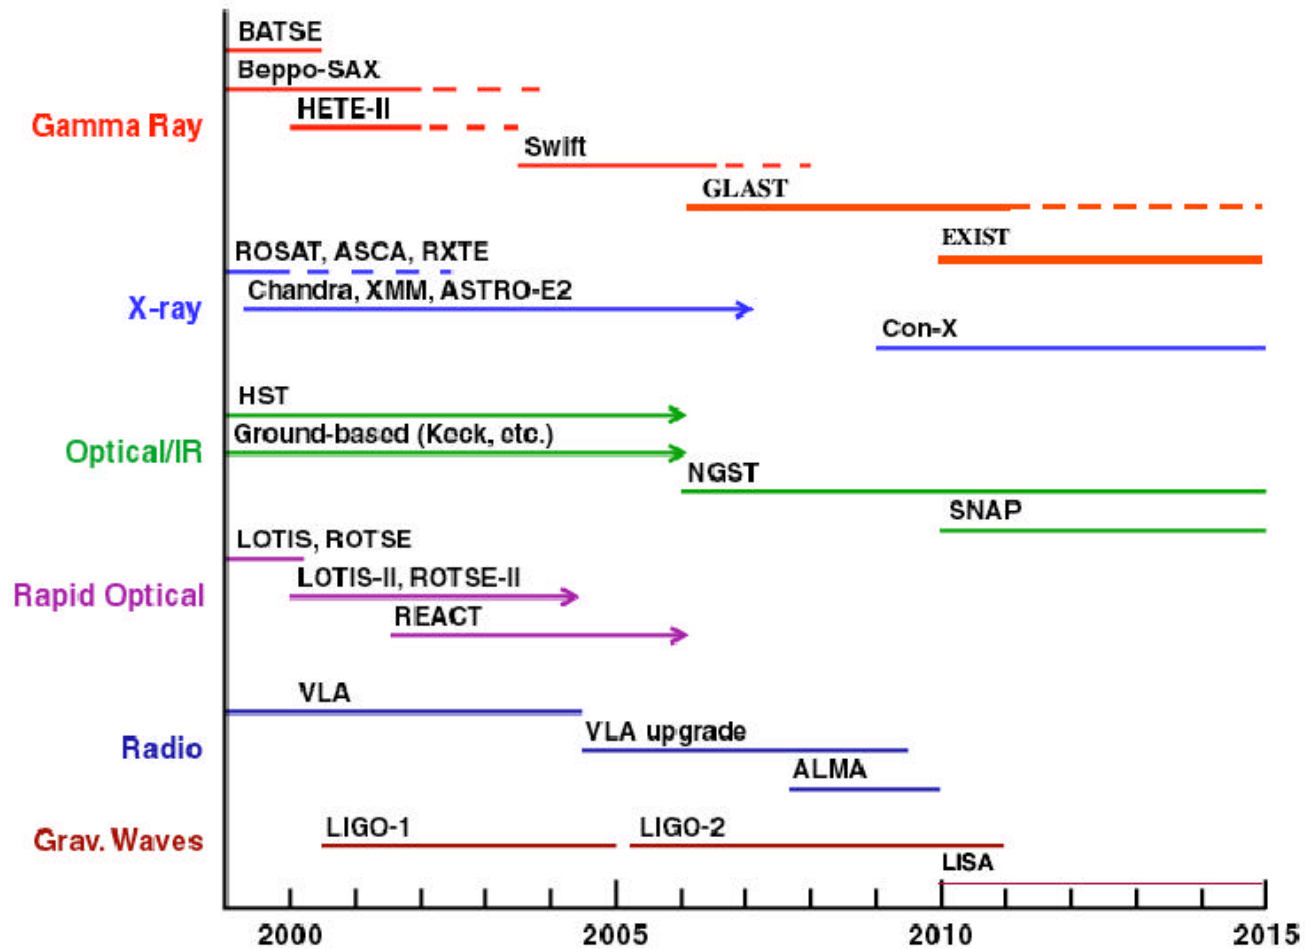 BATSE
Beppo-SAX
HETE-II
Gamma Ray
Swift
GLAST
EXIST
ROSAT, ASCA, RXTE
Chandra, XMM, ASTRO-E2
X-ray
Con-X
HST
Ground-based (Keck, etc.)
Optical/IR
NGST
SNAP
LOTIS, ROTSE
LOTIS-II, ROTSE-II
Rapid Optical
REACT
VLA
VLA upgrade
Radio
ALMA
LIGO-1 LIGO-2
Grav. Waves
LISA
2000 2005 2010 2015